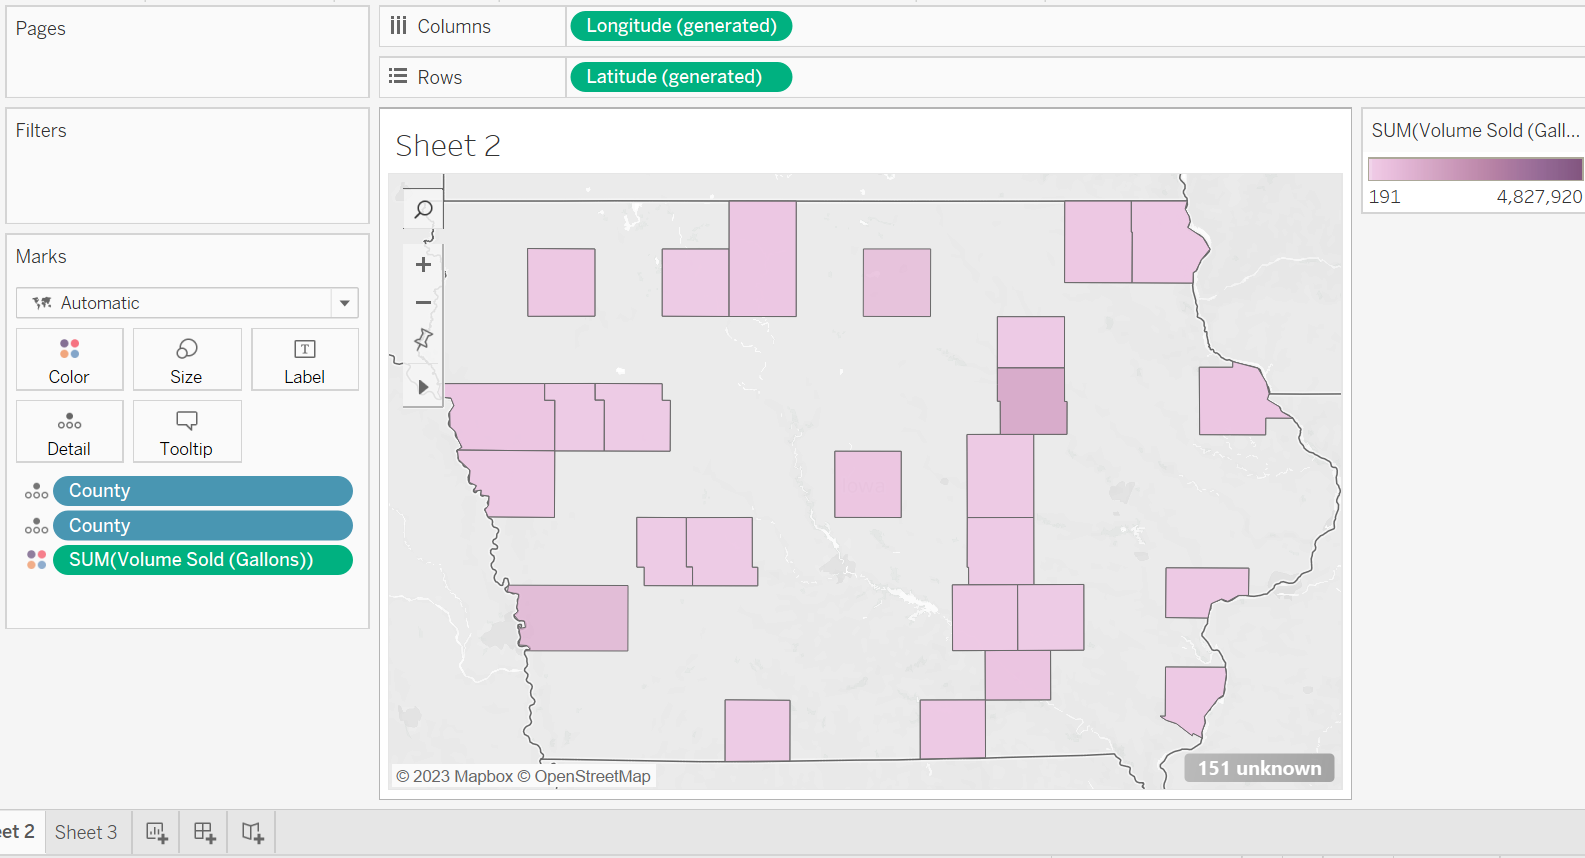 Pages
Columns
Longitude (generated)
Rows
Latitude (generated)
Filters
Marks
Automatic
Color
Size
Label
Detail
Tooltip
County
County
SUM(Volume Sold (Gallons))
Sheet 2
© 2023 Mapbox © OpenStreetMap
151 unknown
SUM(Volume Sold (Gall...
191
4,827,920
eet 2
Sheet 3